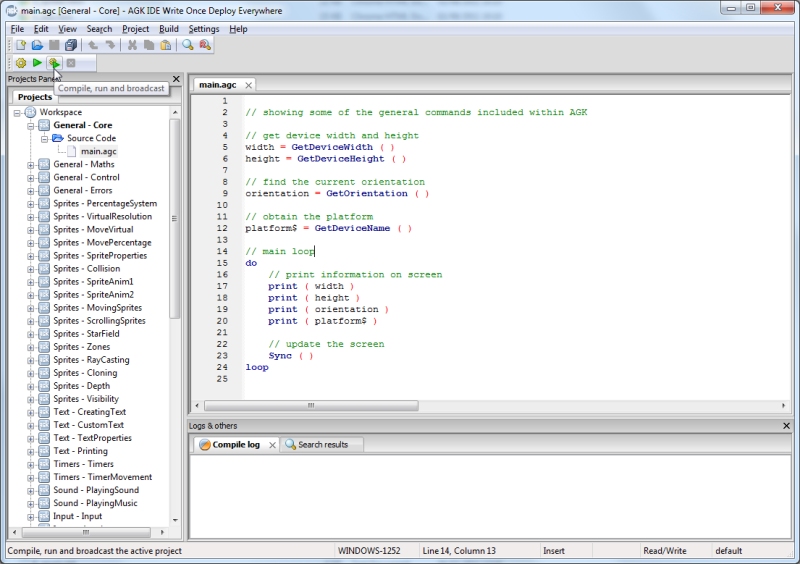 main.agc [General - Core] - AGK IDE Write Once Deploy Everywhere
File Edit View Search Project Build Settings Help
Projects Panel
Compile, run and broadcast
Projects
Workspace
General - Core
Source Code
main.agc
General - Maths
General - Control
General - Errors
Sprites - PercentageSystem
Sprites - VirtualResolution
Sprites - MoveVirtual
Sprites - MovePercentage
Sprites - SpriteProperties
Sprites - Collision
Sprites - SpriteAnim1
Sprites - SpriteAnim2
Sprites - MovingSprites
Sprites - ScrollingSprites
Sprites - StarField
Sprites - Zones
Sprites - RayCasting
Sprites - Cloning
Sprites - Depth
Sprites - Visibility
Text - CreatingText
Text - CustomText
Text - TextProperties
Text - Printing
Timers - Timers
Timers - TimerMovement
Sound - PlayingSound
Sound - PlayingMusic
Input - Input
main.agc
1
2 // showing some of the general commands included within AGK
3
4 // get device width and height
5 width = GetDeviceWidth ( )
6 height = GetDeviceHeight ( )
7
8 // find the current orientation
9 orientation = GetOrientation ( )
10
11 // obtain the platform
12 platform$ = GetDeviceName ( )
13
14 // main loop
15 do
16 // print information on screen
17 print ( width )
18 print ( height )
19 print ( orientation )
20 print ( platform$ )
21
22 // update the screen
23 Sync ( )
24 loop
25
Logs & others
Compile log Search results
Compile, run and broadcast the active project WINDOWS-1252 Line 14, Column 13 Insert Read/Write default